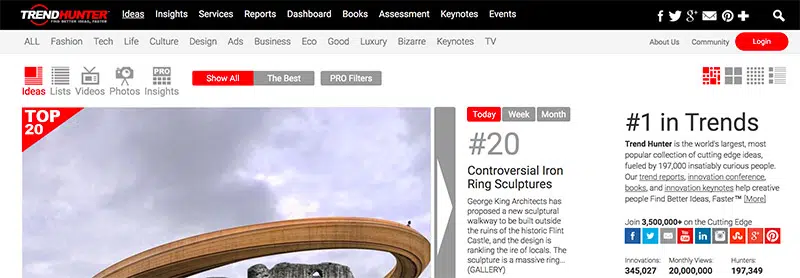 TRENDHUNTER
FIND BETTER IDEAS, FASTER
Ideas Insights Services Reports Dashboard Books Assessment Keynotes Events
ALL Fashion Tech Life Culture Design Ads Business Eco Good Luxury Bizarre Keynotes TV
About Us Community Login
Ideas Lists Videos Photos PRO Insights
Show All The Best PRO Filters
TOP
20
Today Week Month
#20
Controversial Iron
Ring Sculptures
George King Architects has
proposed a new sculptural
walkway to be built outside
the ruins of the historic Flint
Castle, and the design is
ranking the ire of locals. The
sculpture is a massive ring...
(GALLERY)
#1 in Trends
Trend Hunter is the world's largest, most
popular collection of cutting edge ideas,
fueled by 197,000 insatiably curious people.
Our trend reports, innovation conference,
books, and innovation keynotes help creative
people Find Better Ideas, Faster™ [More]
Join 3,500,000+ on the Cutting Edge
Innovations: Monthly Views: Hunters:
345,027 20,000,000 197,349